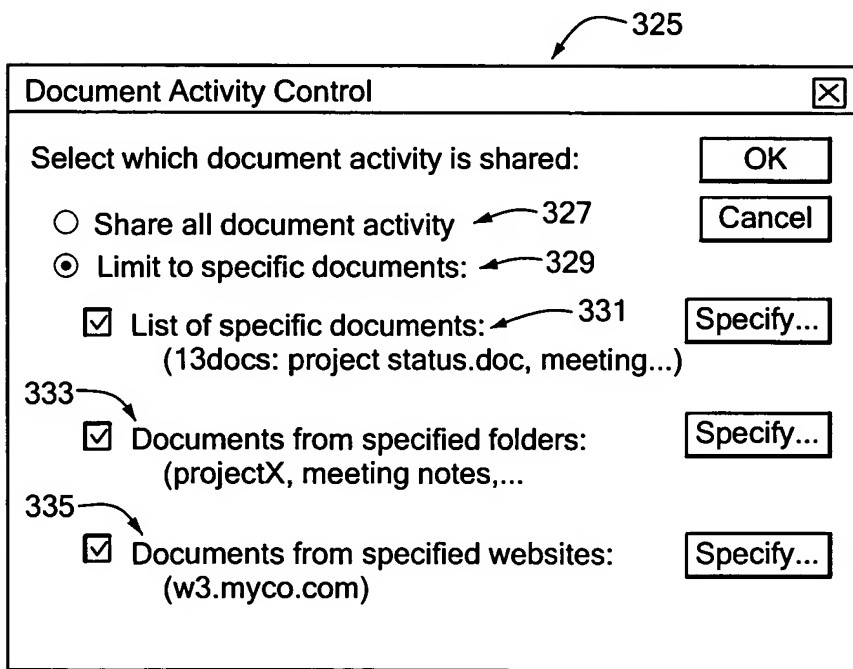 325
Document Activity Control
Select which document activity is shared:
OK
Share all document activity
327
Cancel
Limit to specific documents:
329
List of specific documents:
331
Specify...
(13docs: project status.doc, meeting...)
333
Documents from specified folders:
Specify...
(projectX, meeting notes,...
335
Documents from specified websites:
Specify...
(w3.myco.com)